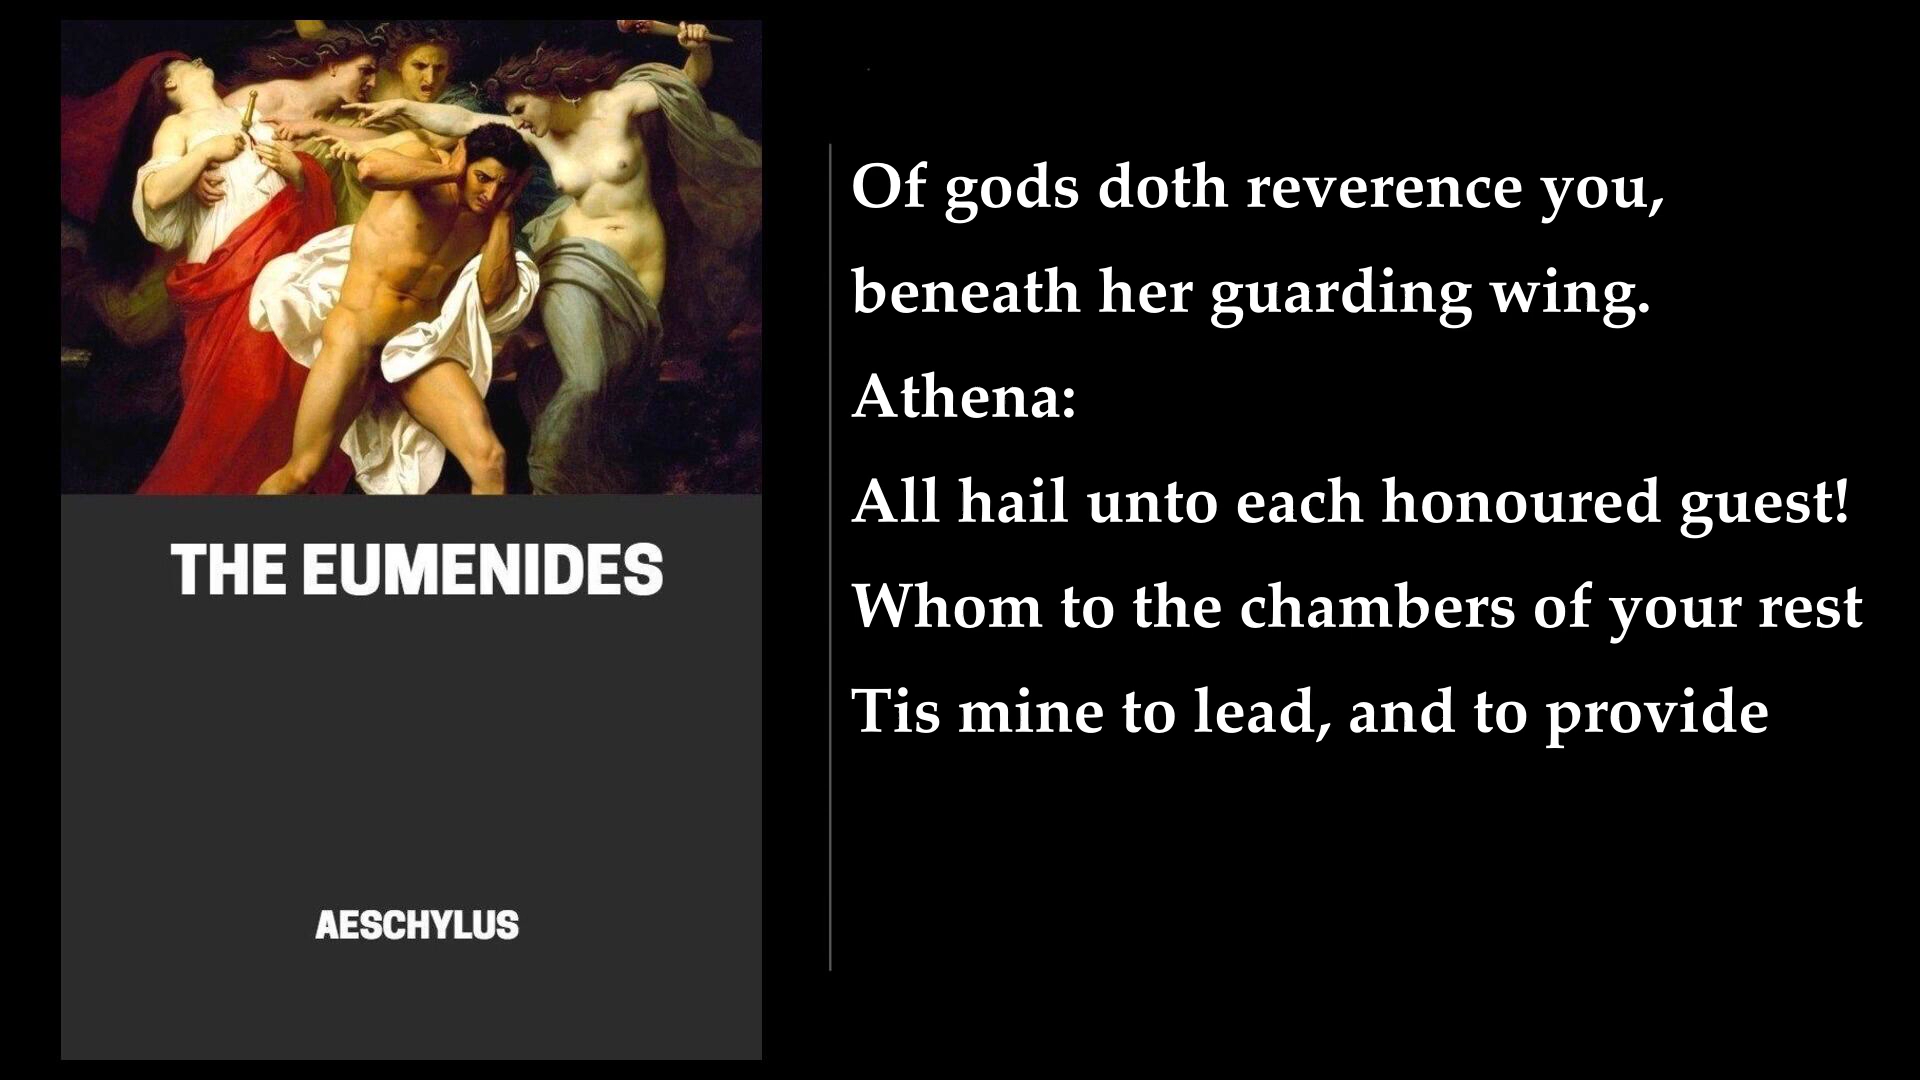 THE EUMENIDES
AESCHYLUS
Of gods doth reverence you,
beneath her guarding wing.
Athena:
All hail unto each honoured guest!
Whom to the chambers of your rest
Tis mine to lead, and to provide